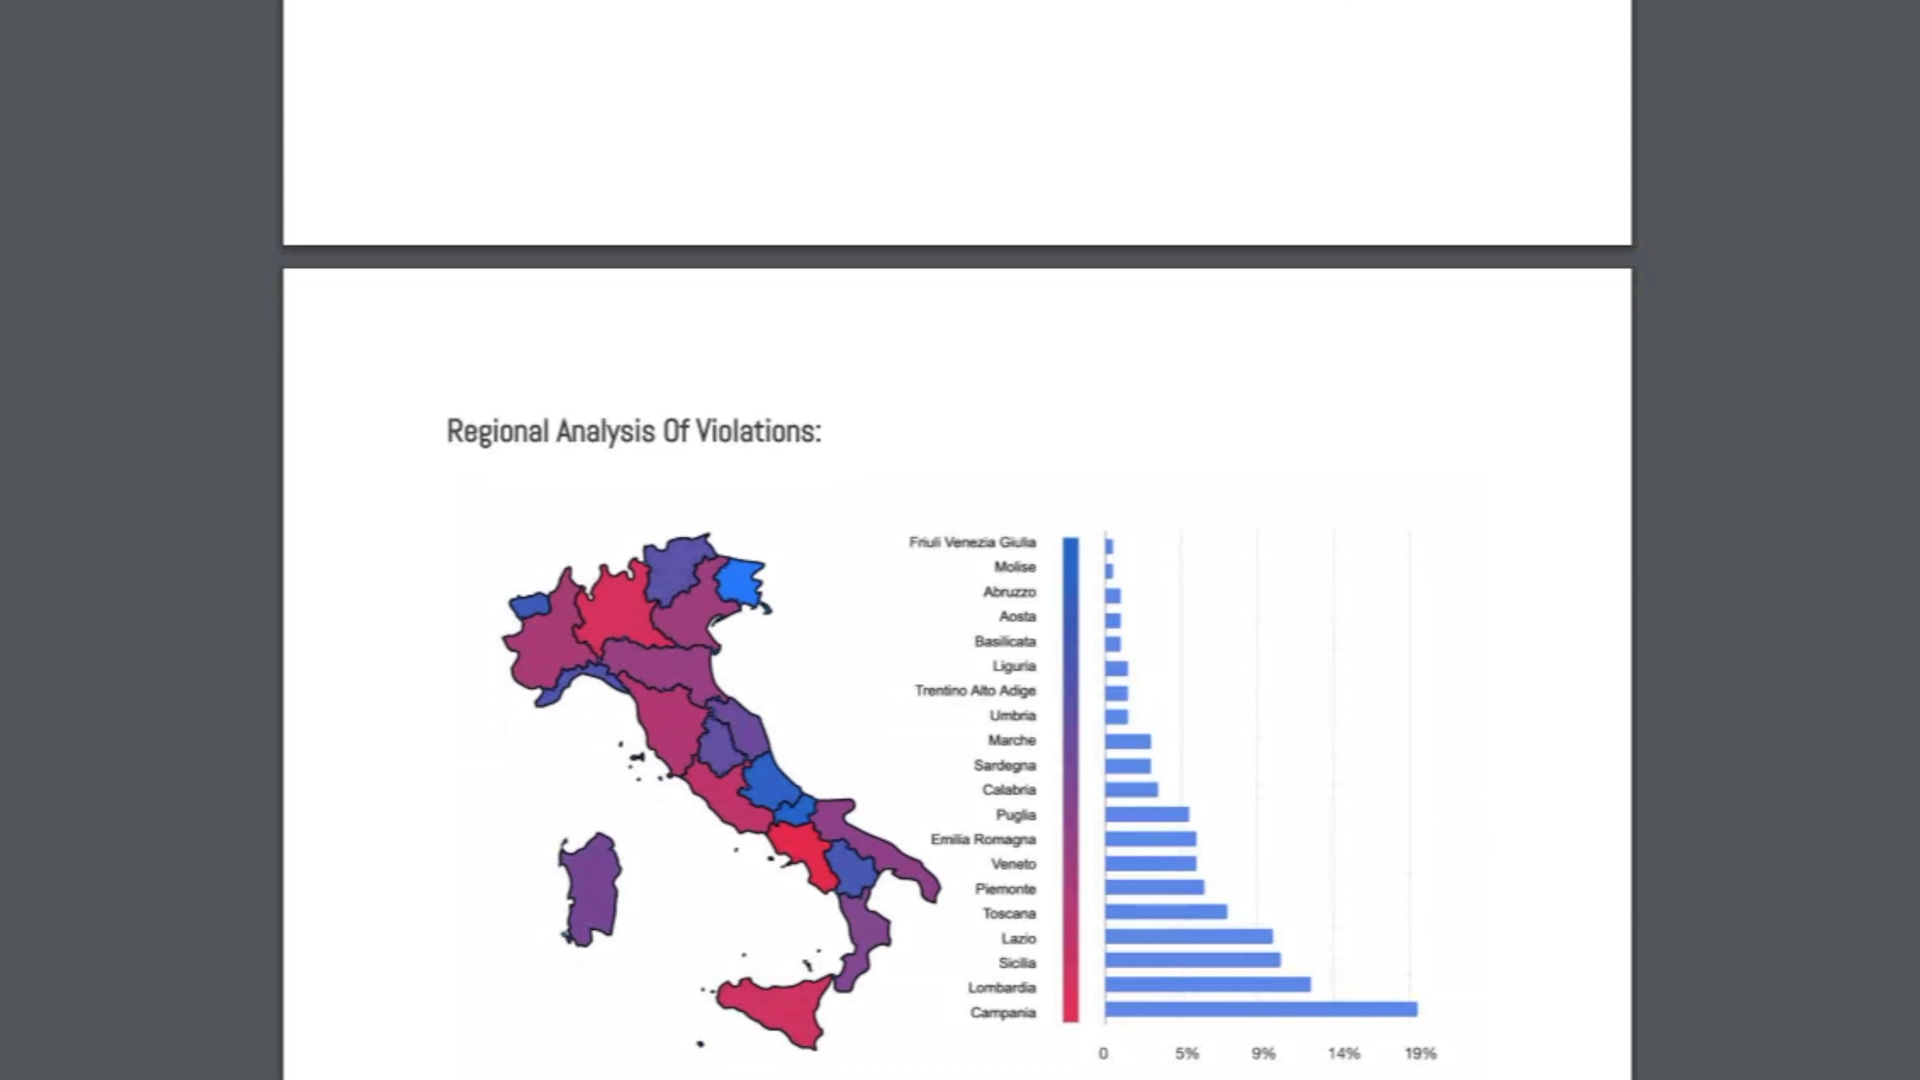 Regional Analysis Of Violations:
Friuli Venezia Giulia
Molise
Abruzzo
Aosta
Basilicata
Liguria
Trentino Alto Adige
Umbria
Marche
Sardegna
Calabria
Puglia
Emilia Romagna
Veneto
Piemonte
Toscana
Lazio
Sicilia
Lombardia
Campania
0 5% 9% 14% 19%